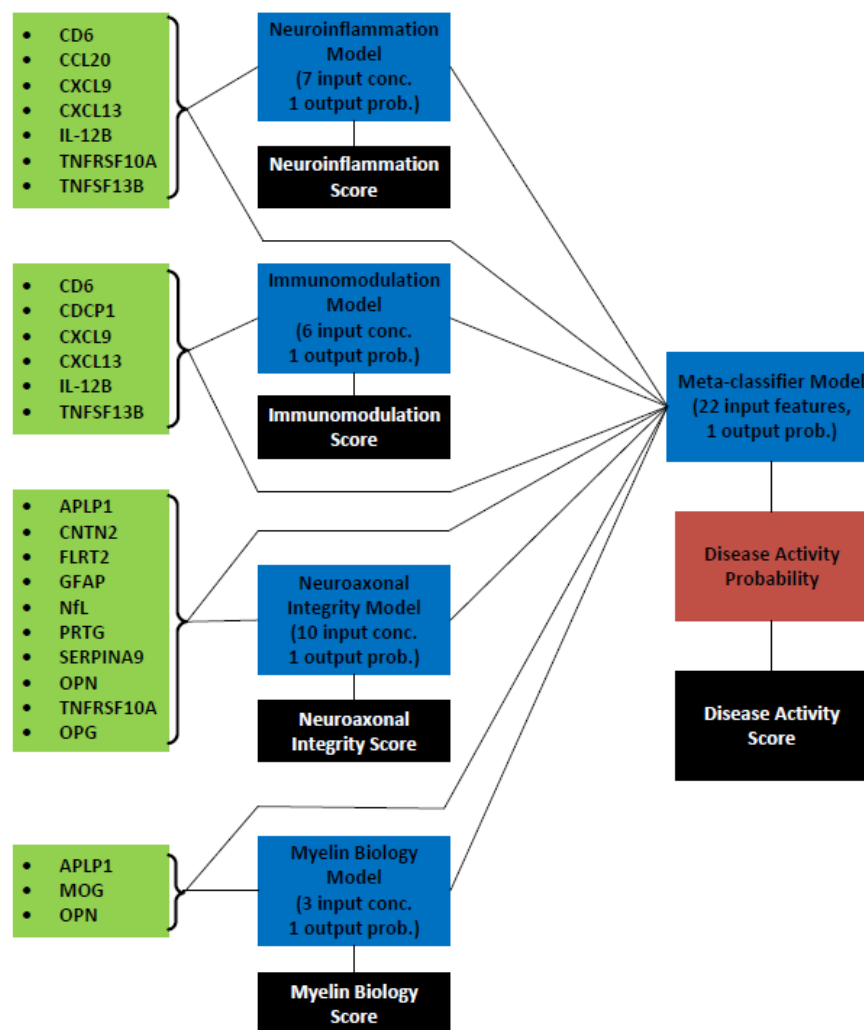 • CD6
• CCL20
• CXCL9
• CXCL13
• IL-12B
• TNFRSF10A
• TNFSF13B
Neuroinflammation
Model
(7 input conc.
1 output prob.)
Neuroinflammation
Score
• CD6
• CDCP1
• CXCL9
• CXCL13
• IL-12B
• TNFSF13B
Immunomodulation
Model
(6 input conc.
1 output prob.)
Immunomodulation
Score
• APLP1
• CNTN2
• FLRT2
• GFAP
• NfL
• PRTG
• SERPINA9
• OPN
• TNFRSF10A
• OPG
Neuroaxonal
Integrity Model
(10 input conc.
1 output prob.)
Neuroaxonal
Integrity Score
• APLP1
• MOG
• OPN
Myelin Biology
Model
(3 input conc.
1 output prob.)
Myelin Biology
Score
Meta-classifier Model
(22 input features,
1 output prob.)
Disease Activity
Probability
Disease Activity
Score